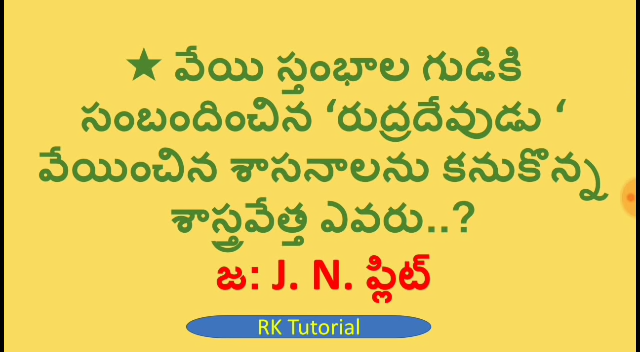 ★ వేయి స్తంభాల గుడికి
సంబందించిన ‘రుద్రదేవుడు ‘
వేయించిన శాసనాలను కనుకొన్న
శాస్త్రవేత్త ఎవరు..?
జ: J. N. ప్లిట్
RK Tutorial